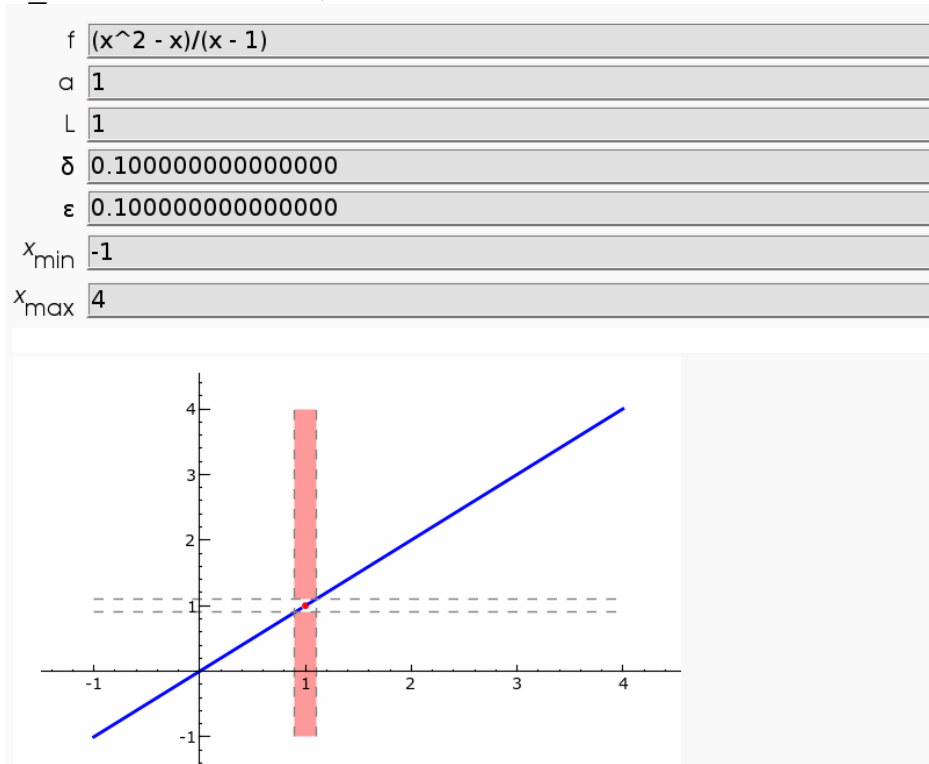 f (x^2 - x)/(x - 1)
a 1
L 1
δ 0.100000000000000
ε 0.100000000000000
xmin -1
xmax 4
4
3
2
1
-1 1 2 3 4
-1